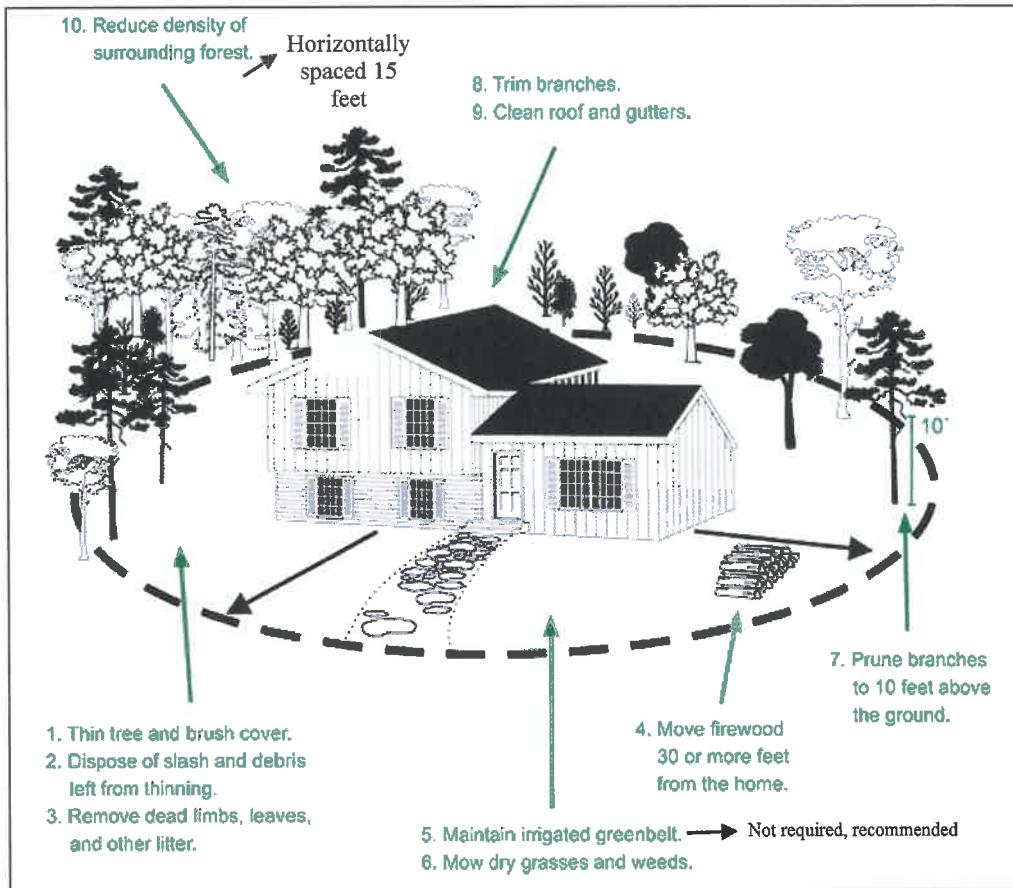 10. Reduce density of
surrounding forest.
Horizontally
spaced 15
feet
8. Trim branches.
9. Clean roof and gutters.
10'
7. Prune branches
to 10 feet above
the ground.
1. Thin tree and brush cover.
2. Dispose of slash and debris
left from thinning.
3. Remove dead limbs, leaves,
and other litter.
4. Move firewood
30 or more feet
from the home.
5. Maintain irrigated greenbelt.
Not required, recommended
6. Mow dry grasses and weeds.